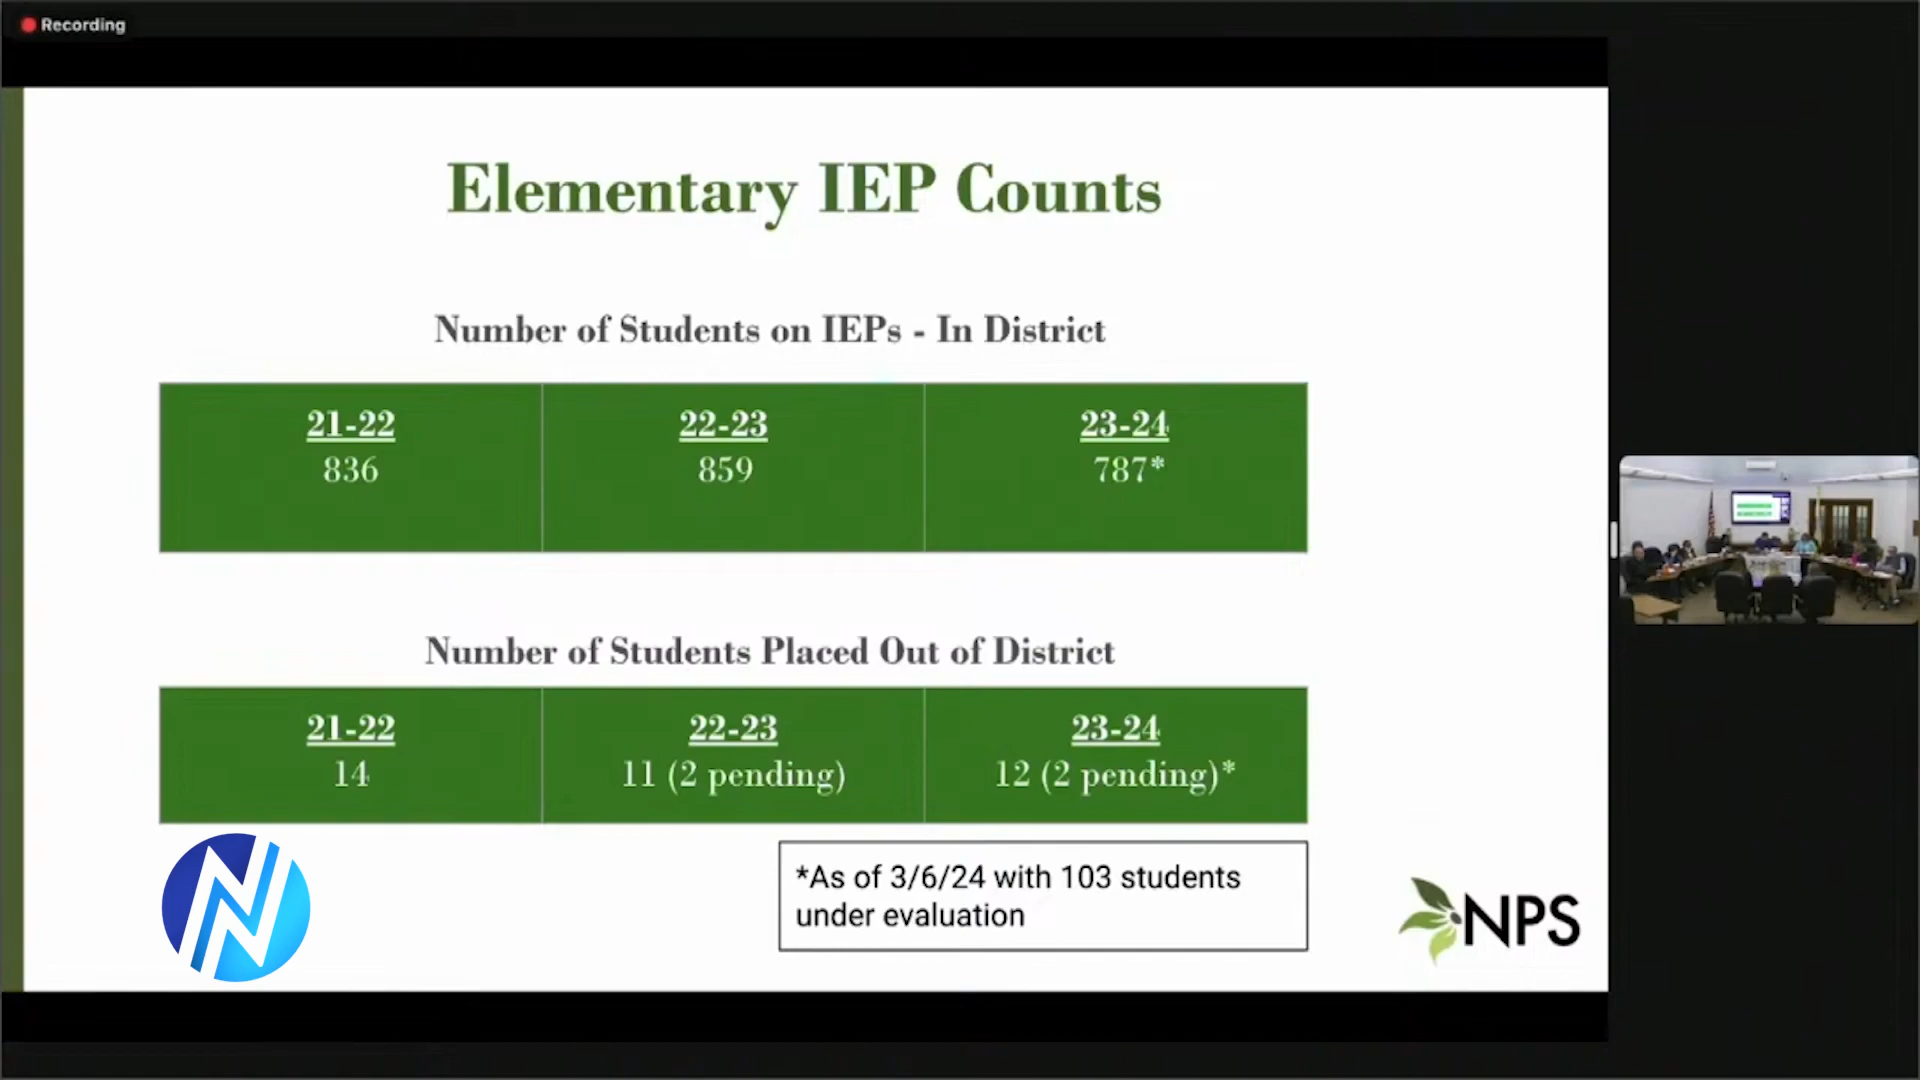 Recording
Elementary IEP Counts
Number of Students on IEPs - In District
21-22
22-23
23-24
836
859
787*
Number of Students Placed Out of District
21-22
22-23
23-24
14
11 (2 pending)
12 (2 pending)*
*As of 3/6/24 with 103 students
under evaluation
N
NPS